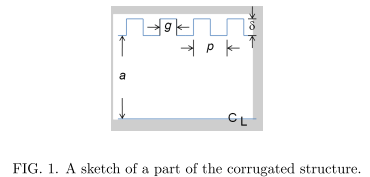 g
δ
p
a
C L
FIG. 1. A sketch of a part of the corrugated structure.